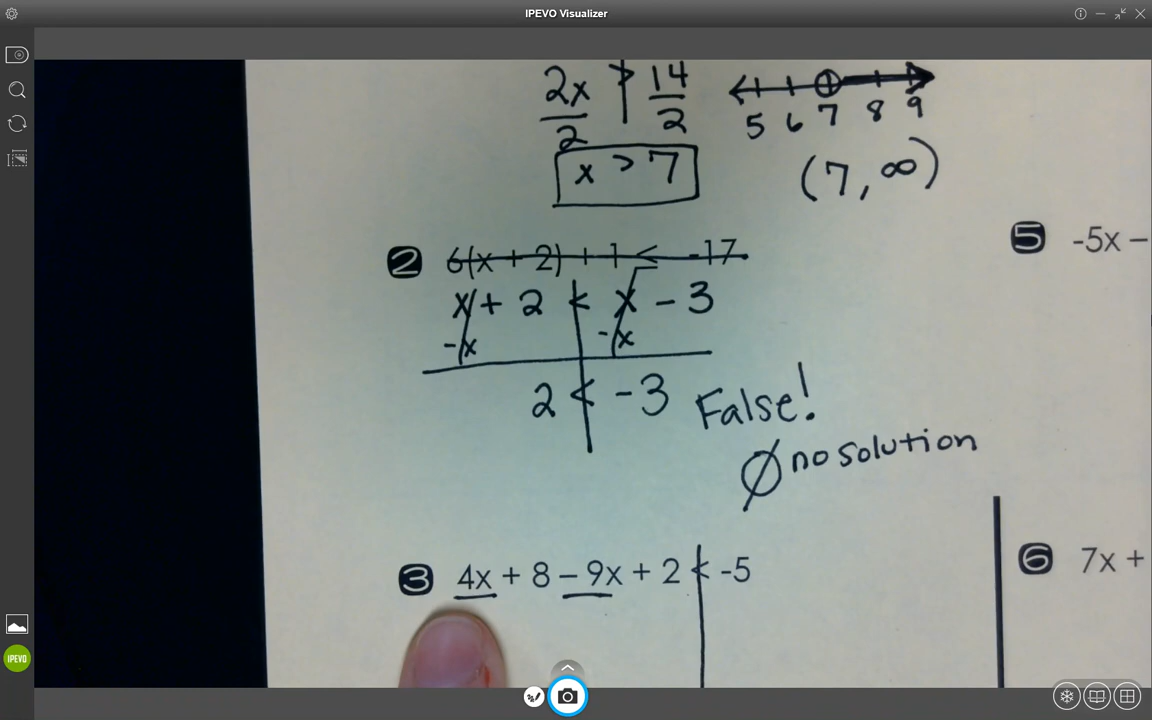 IPEVO Visualizer
2x > 14
2 2
x > 7
5 6 7 8 9
(7, ∞)
2 6(x + 2) + 1 < -17
x + 2 < x - 3
-x -x
2 < -3 False!
∅ no solution
3 4x + 8 – 9x + 2 < -5
5 -5x –
6 7x +
IPEVO